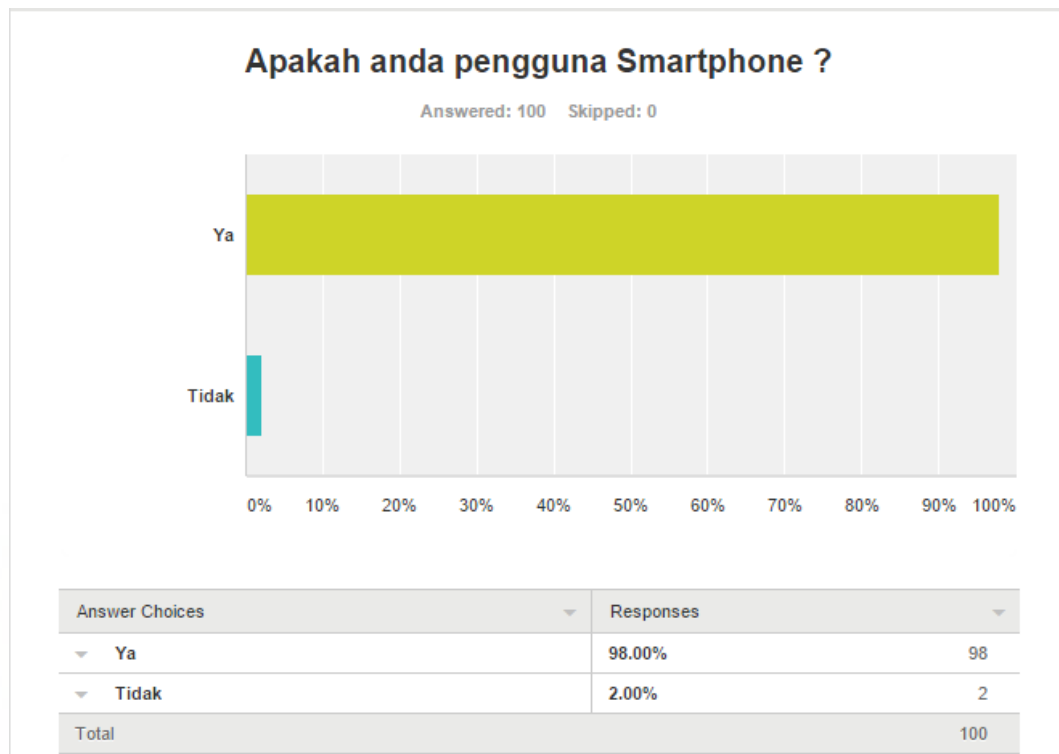 Apakah anda pengguna Smartphone ?
Answered: 100 Skipped: 0
Ya
Tidak
0% 10% 20% 30% 40% 50% 60% 70% 80% 90% 100%
Answer Choices Responses
Ya 98.00% 98
Tidak 2.00% 2
Total 100